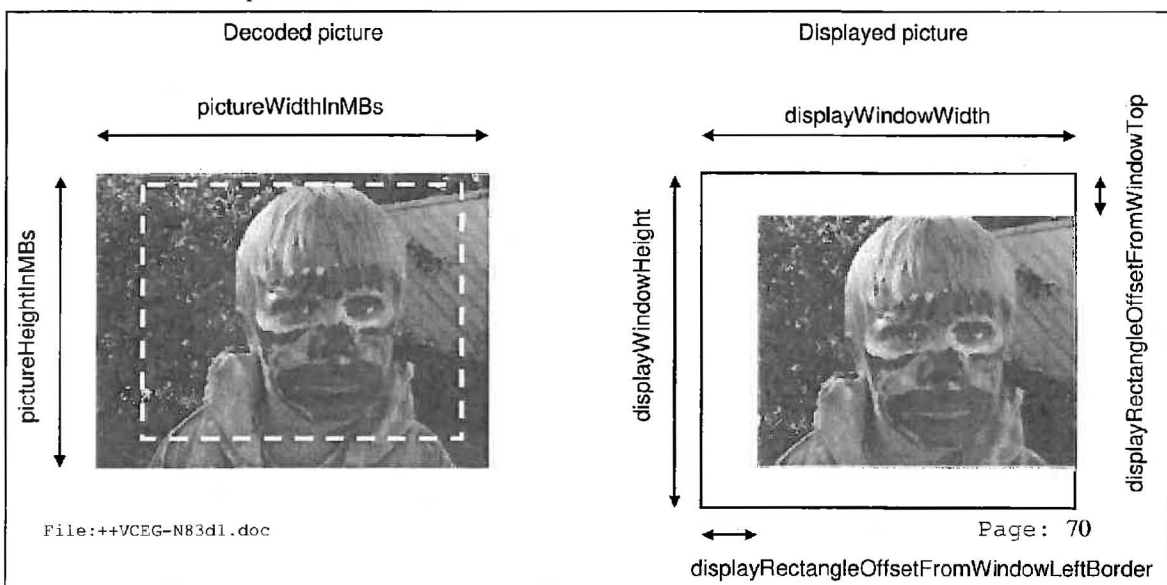 Decoded picture
Displayed picture
pictureWidthInMBs
displayWindowWidth
pictureHeightInMBs
displayWindowHeight
displayRectangleOffsetFromWindowTop
File:++VCEG-N83d1.doc
Page: 70
displayRectangleOffsetFromWindowLeftBorder